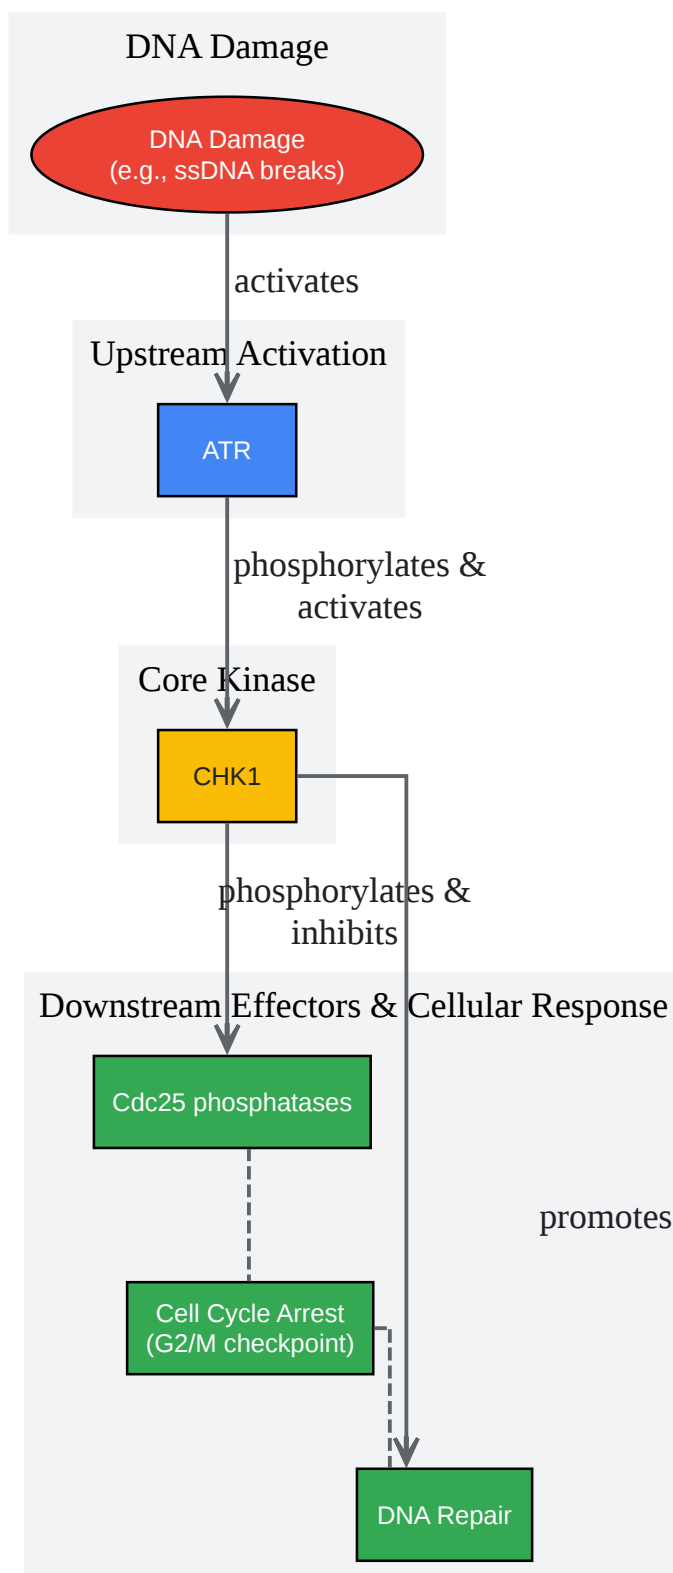 DNA Damage
DNA Damage
(e.g., ssDNA breaks)
activates
Upstream Activation
ATR
phosphorylates &
activates
Core Kinase
CHK1
phosphorylates &
inhibits
Downstream Effectors & Cellular Response
Cdc25 phosphatases
promotes
Cell Cycle Arrest
(G2/M checkpoint)
DNA Repair